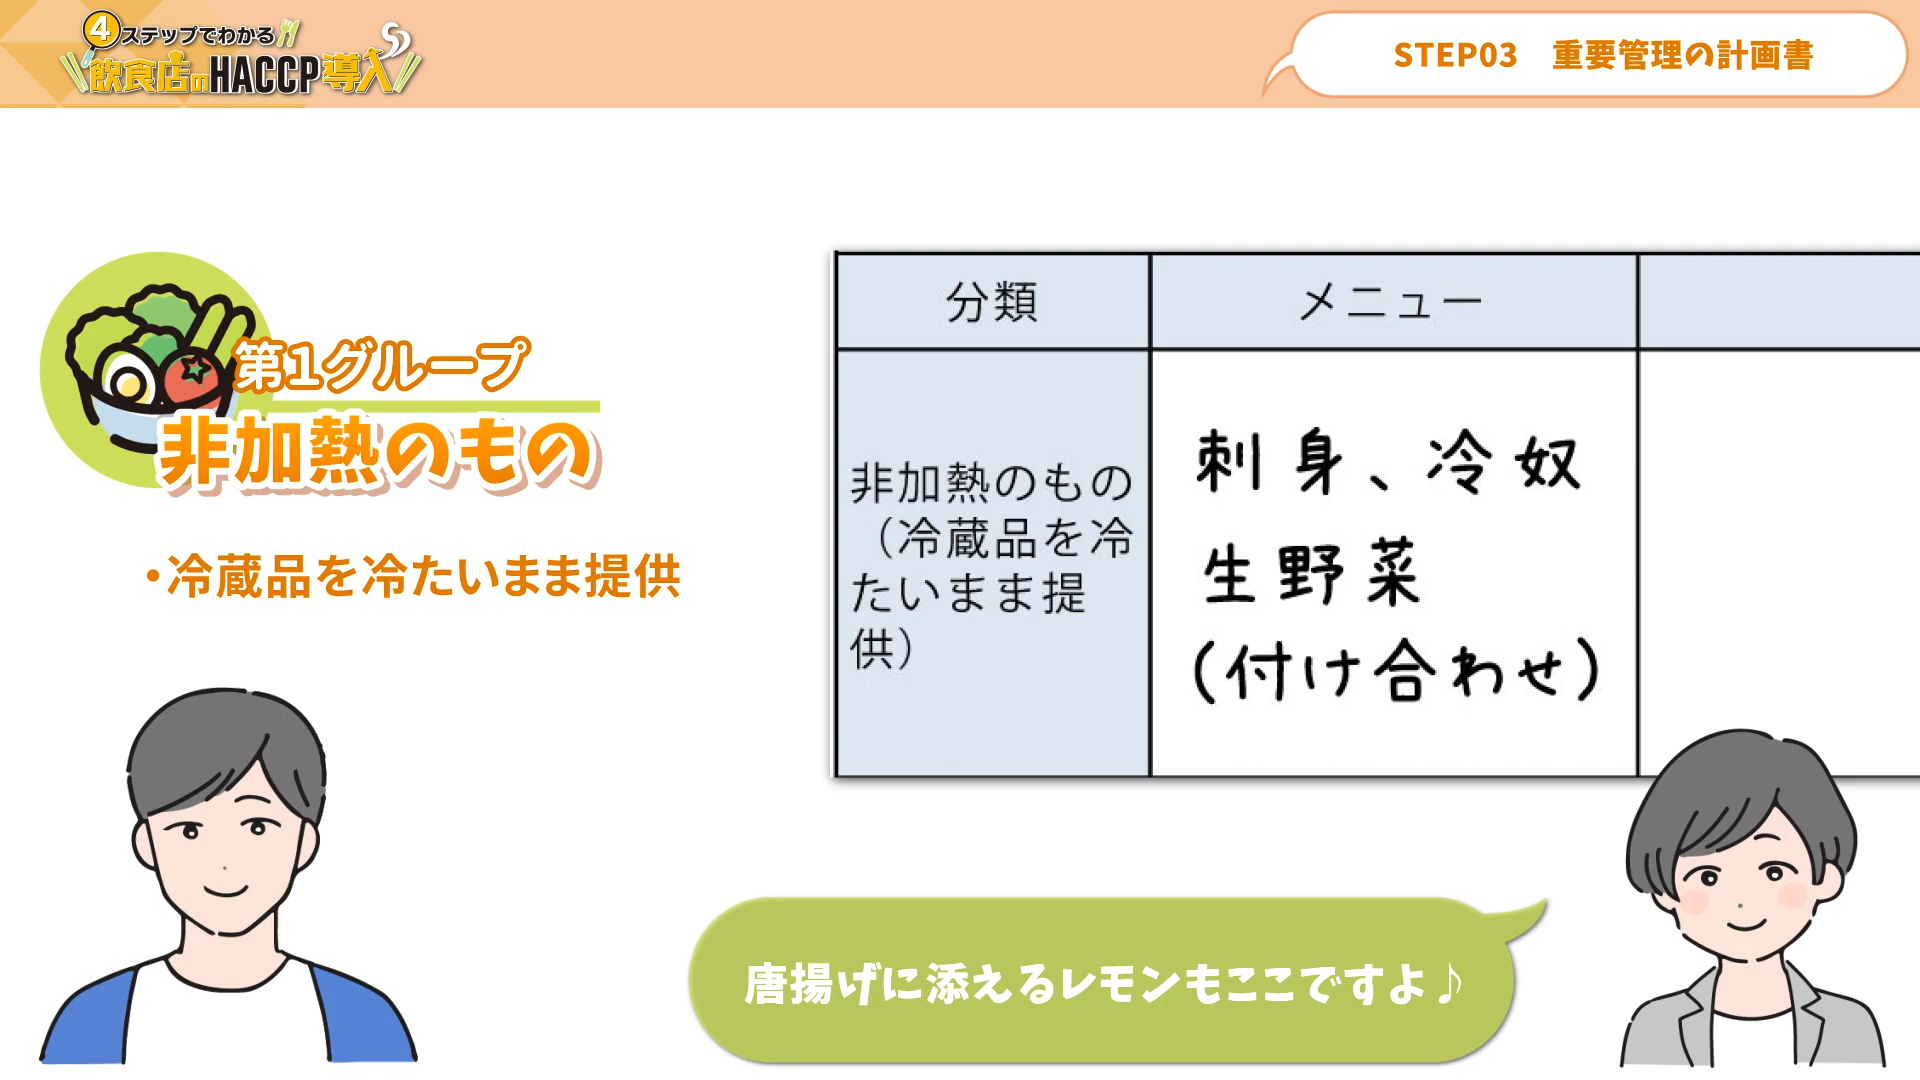 4ステップでわかる
飲食店のHACCP導入
STEP03　重要管理の計画書
第1グループ
非加熱のもの
・冷蔵品を冷たいまま提供
分類
メニュー
非加熱のもの
（冷蔵品を冷
たいまま提
供）
刺身、冷奴
生野菜
(付け合わせ)
唐揚げに添えるレモンもここですよ♪